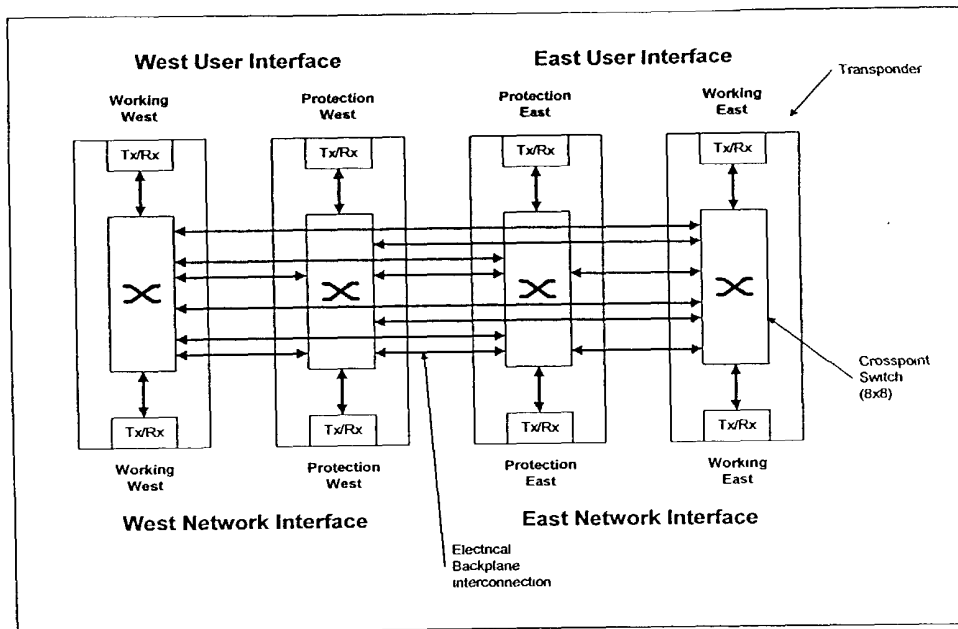 West User Interface
East User Interface
Transponder
Working
West
Protection
West
Protection
East
Working
East
Tx/Rx
Tx/Rx
Tx/Rx
Tx/Rx
Crosspoint
Switch
(8x8)
Tx/Rx
Tx/Rx
Tx/Rx
Tx/Rx
Working
West
Protection
West
Protection
East
Working
East
West Network Interface
East Network Interface
Electrical
Backplane
interconnection